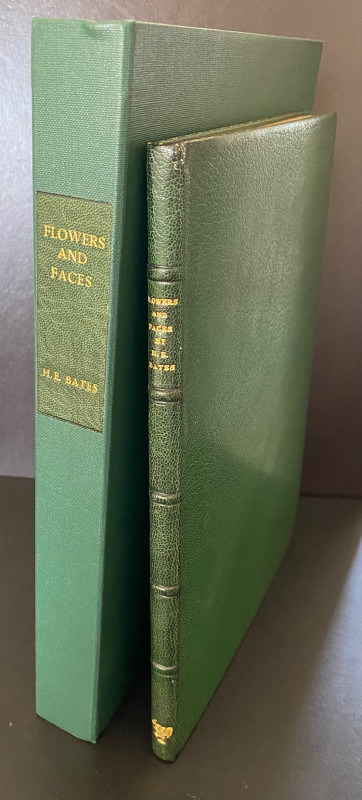 FLOWERS
AND
FACES
H. E. BATES
FLOWERS
AND
FACES
BY
H. E.
BATES